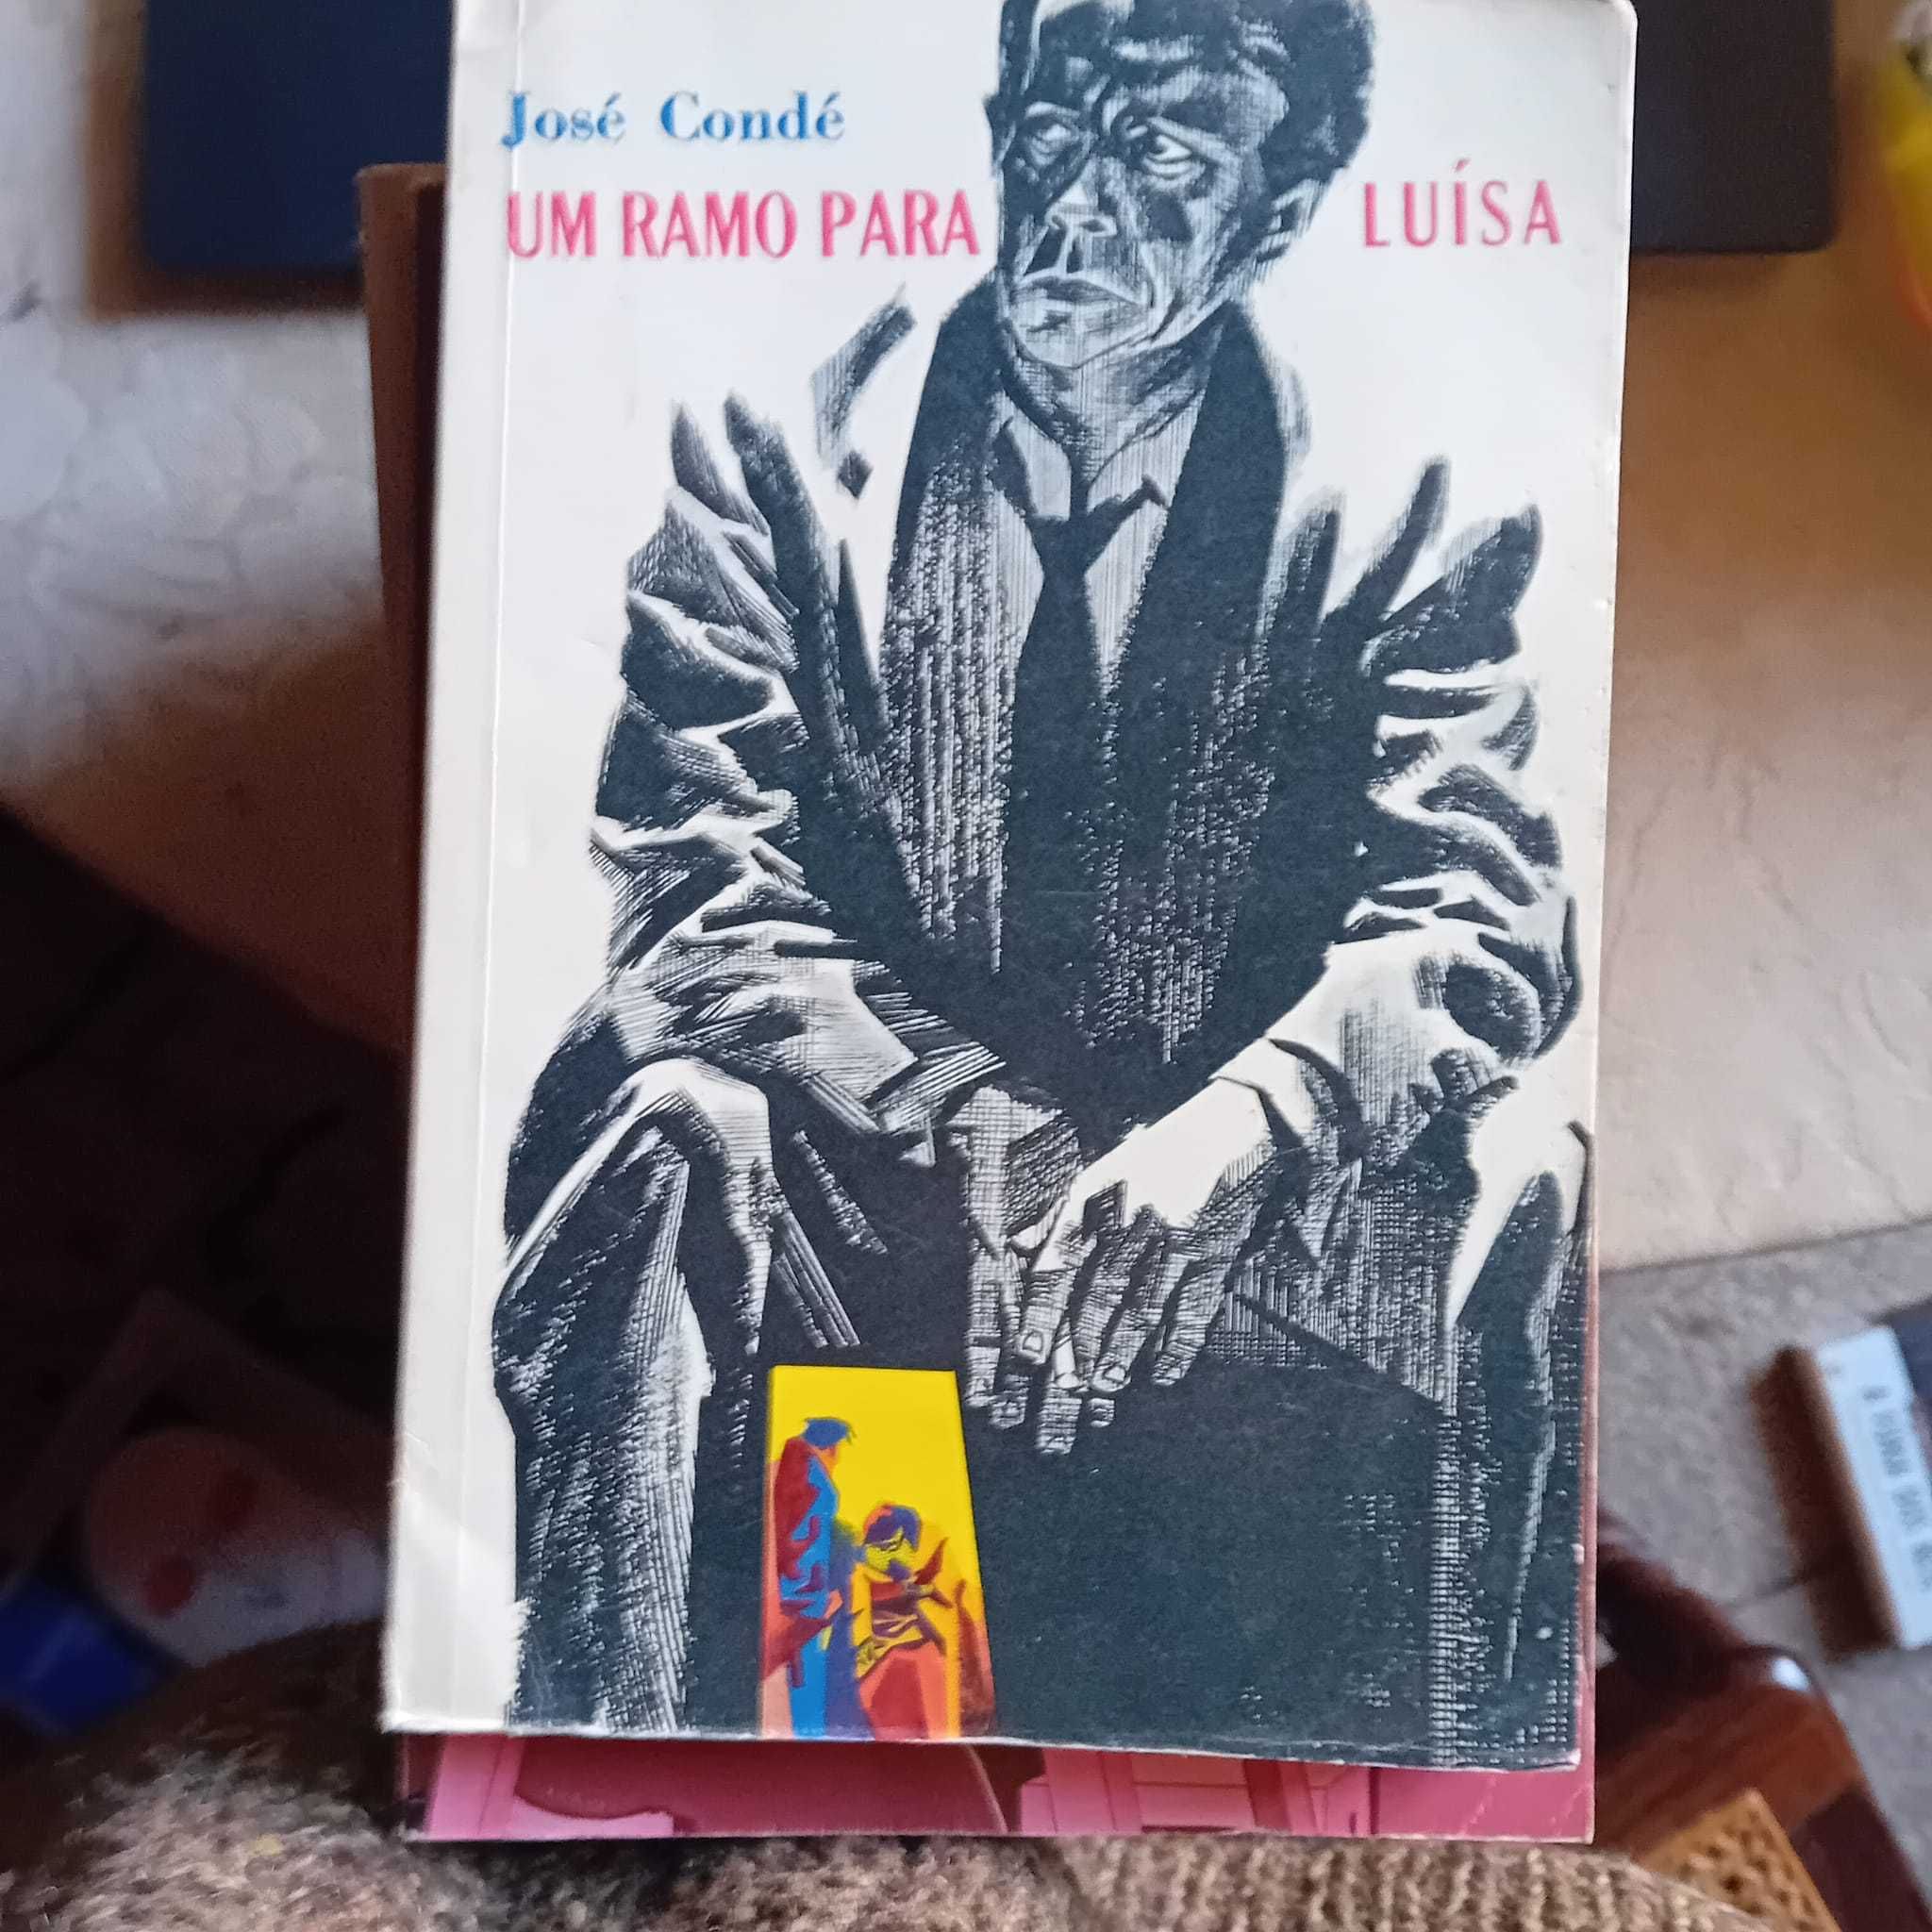 José Condé
UM RAMO PARA LUÍSA